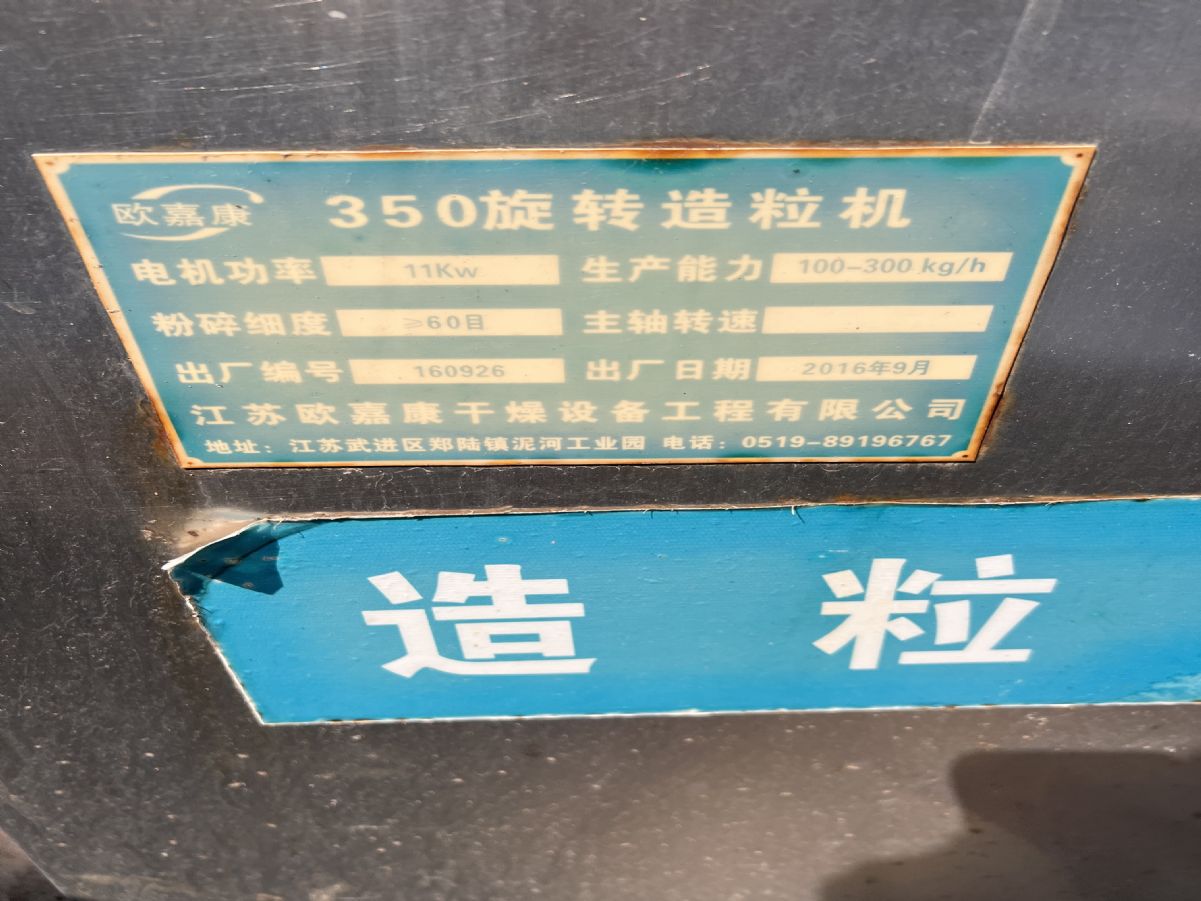 欧嘉康 350旋转造粒机
电机功率 11Kw 生产能力 100-300 kg/h
粉碎细度 ≥60目 主轴转速
出厂编号 160926 出厂日期 2016年9月
江苏欧嘉康干燥设备工程有限公司
地址：江苏武进区郑陆镇泥河工业园 电话：0519-89196767
造粒